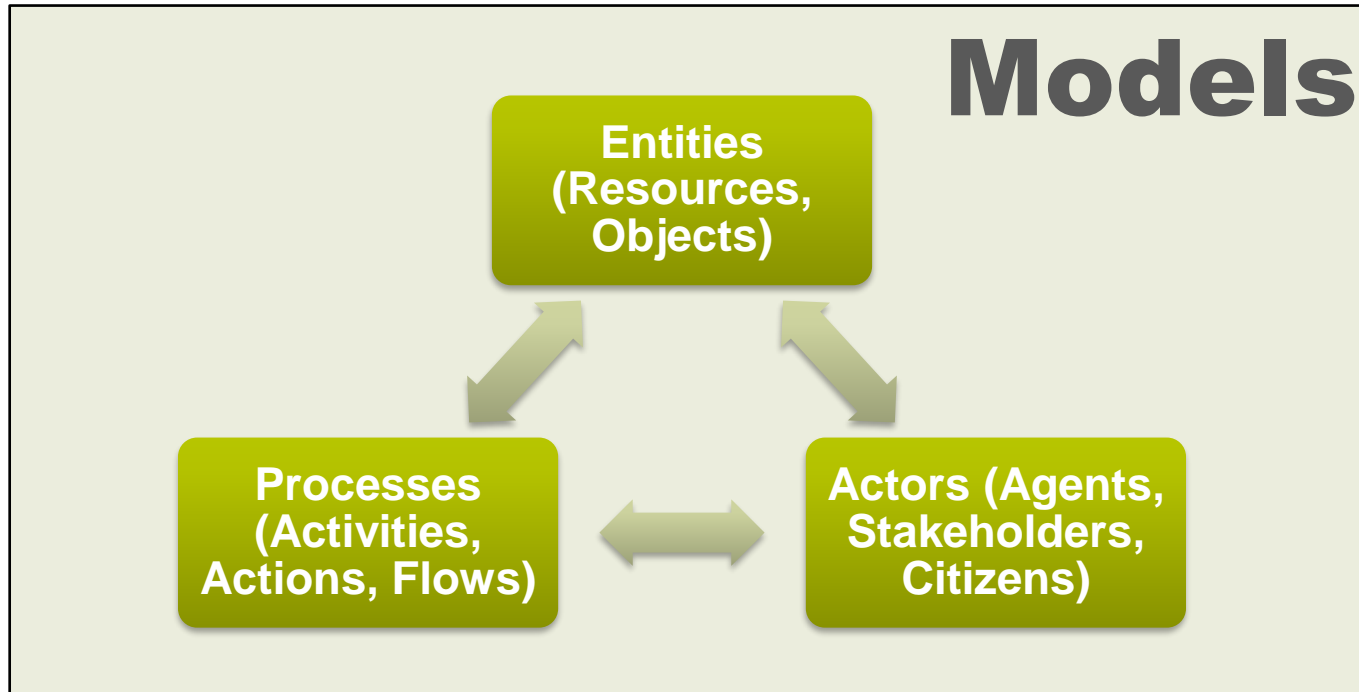 Models
Entities
(Resources,
Objects)
Processes
(Activities,
Actions, Flows)
Actors (Agents,
Stakeholders,
Citizens)